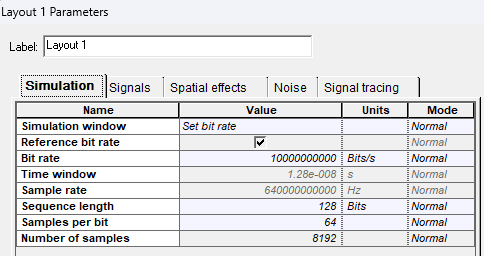 Layout 1 Parameters
Label: Layout 1
Simulation Signals Spatial effects Noise Signal tracing
Name Value Units Mode
Simulation window Set bit rate Normal
Reference bit rate Normal
Bit rate 10000000000 Bits/s Normal
Time window 1.28e-008 s Normal
Sample rate 640000000000 Hz Normal
Sequence length 128 Bits Normal
Samples per bit 64 Normal
Number of samples 8192 Normal